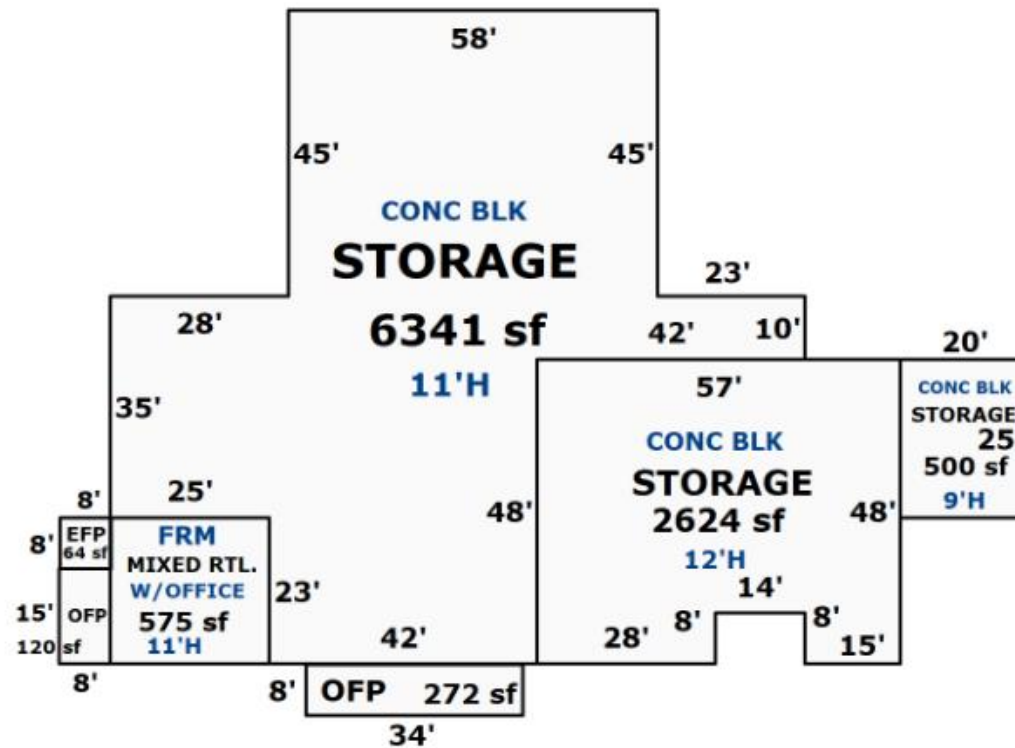 58'
45' 45'
CONC BLK
STORAGE
6341 sf
11'H
28'
23'
42' 10'
35'
20'
57'
CONC BLK
STORAGE
25
500 sf
9'H
CONC BLK
STORAGE
2624 sf
12'H
48' 48'
8' 25'
8' EFP
64 sf
FRM
MIXED RTL.
W/OFFICE
575 sf
11'H
23'
15' OFP
120 sf
8'
42'
28' 8' 14' 8' 15'
8' OFP 272 sf
34'